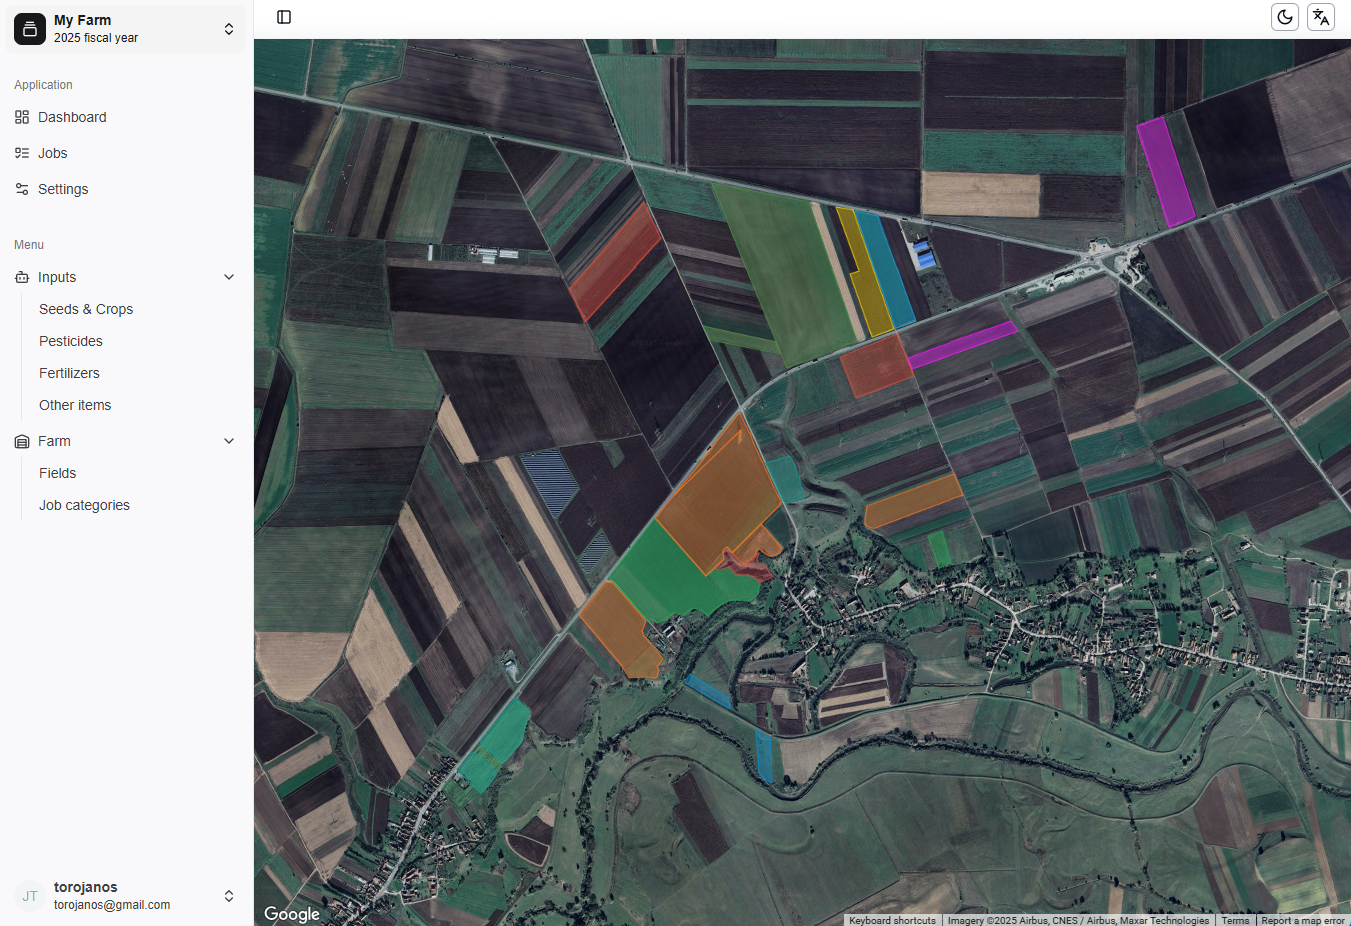 My Farm
2025 fiscal year
Application
Dashboard
Jobs
Settings
Menu
Inputs
Seeds & Crops
Pesticides
Fertilizers
Other items
Farm
Fields
Job categories
JT
torojanos
torojanos@gmail.com
Google
Keyboard shortcuts
Imagery ©2025 Airbus, CNES / Airbus, Maxar Technologies
Terms
Report a map error